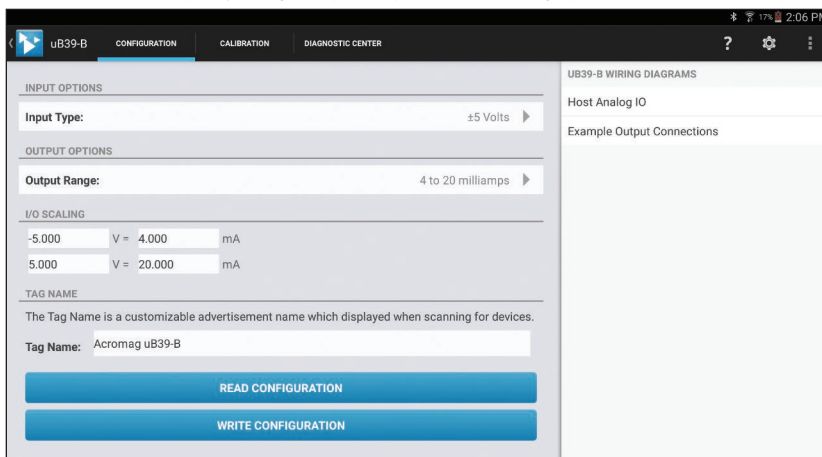 17% 2:06 PM
uB39-B CONFIGURATION CALIBRATION DIAGNOSTIC CENTER ?
INPUT OPTIONS
Input Type: ±5 Volts
OUTPUT OPTIONS
Output Range: 4 to 20 milliamps
I/O SCALING
-5.000 V = 4.000 mA
5.000 V = 20.000 mA
TAG NAME
The Tag Name is a customizable advertisement name which displayed when scanning for devices.
Tag Name: Acromag uB39-B
READ CONFIGURATION
WRITE CONFIGURATION
UB39-B WIRING DIAGRAMS
Host Analog IO
Example Output Connections